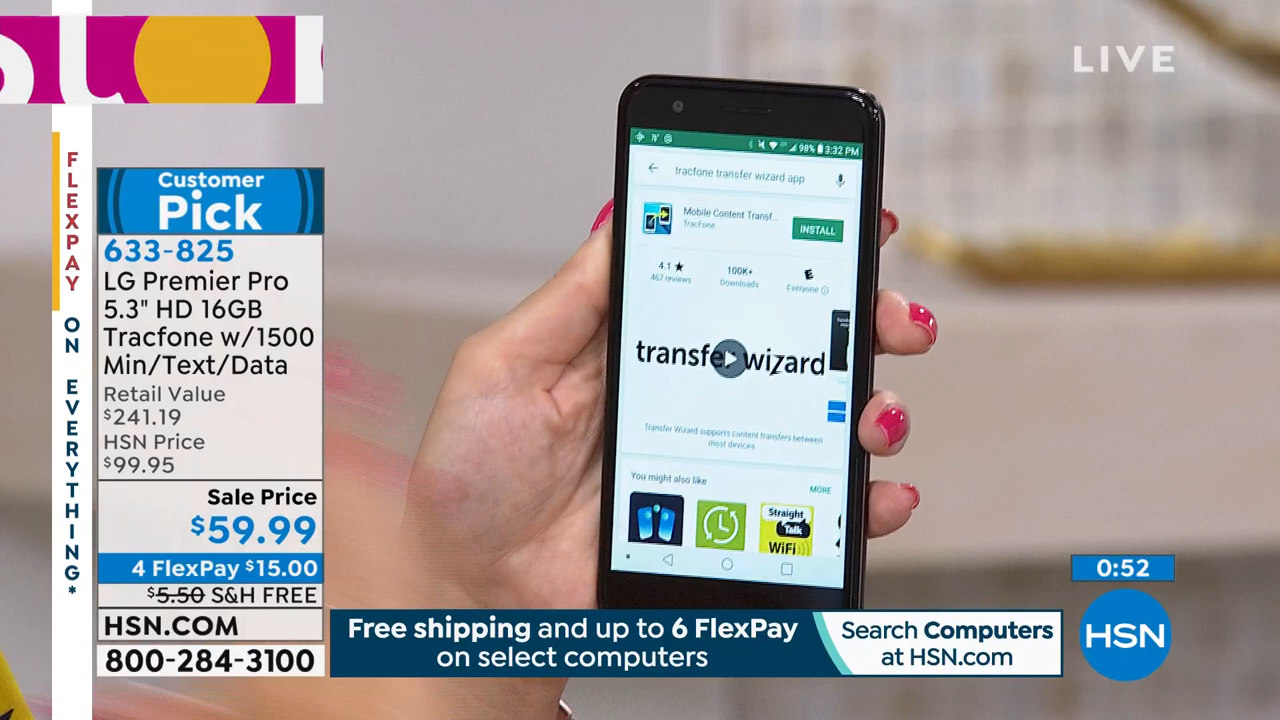 LIVE
FLEXPAY ON EVERYTHING*
Customer
Pick
633-825
LG Premier Pro
5.3" HD 16GB
Tracfone w/1500
Min/Text/Data
Retail Value
$241.19
HSN Price
$99.95
Sale Price
$59.99
4 FlexPay $15.00
$5.50 S&H FREE
HSN.COM
800-284-3100
98% 3:32 PM
tracfone transfer wizard app
Mobile Content Transf...
TracFone
INSTALL
4.1 ★
467 reviews
100K+
Downloads
Everyone
transfer wizard
Transfer Wizard supports content transfers between
most devices.
You might also like
MORE
Straight
Talk
WiFi
0:52
HSN
Free shipping and up to 6 FlexPay
on select computers
Search Computers
at HSN.com